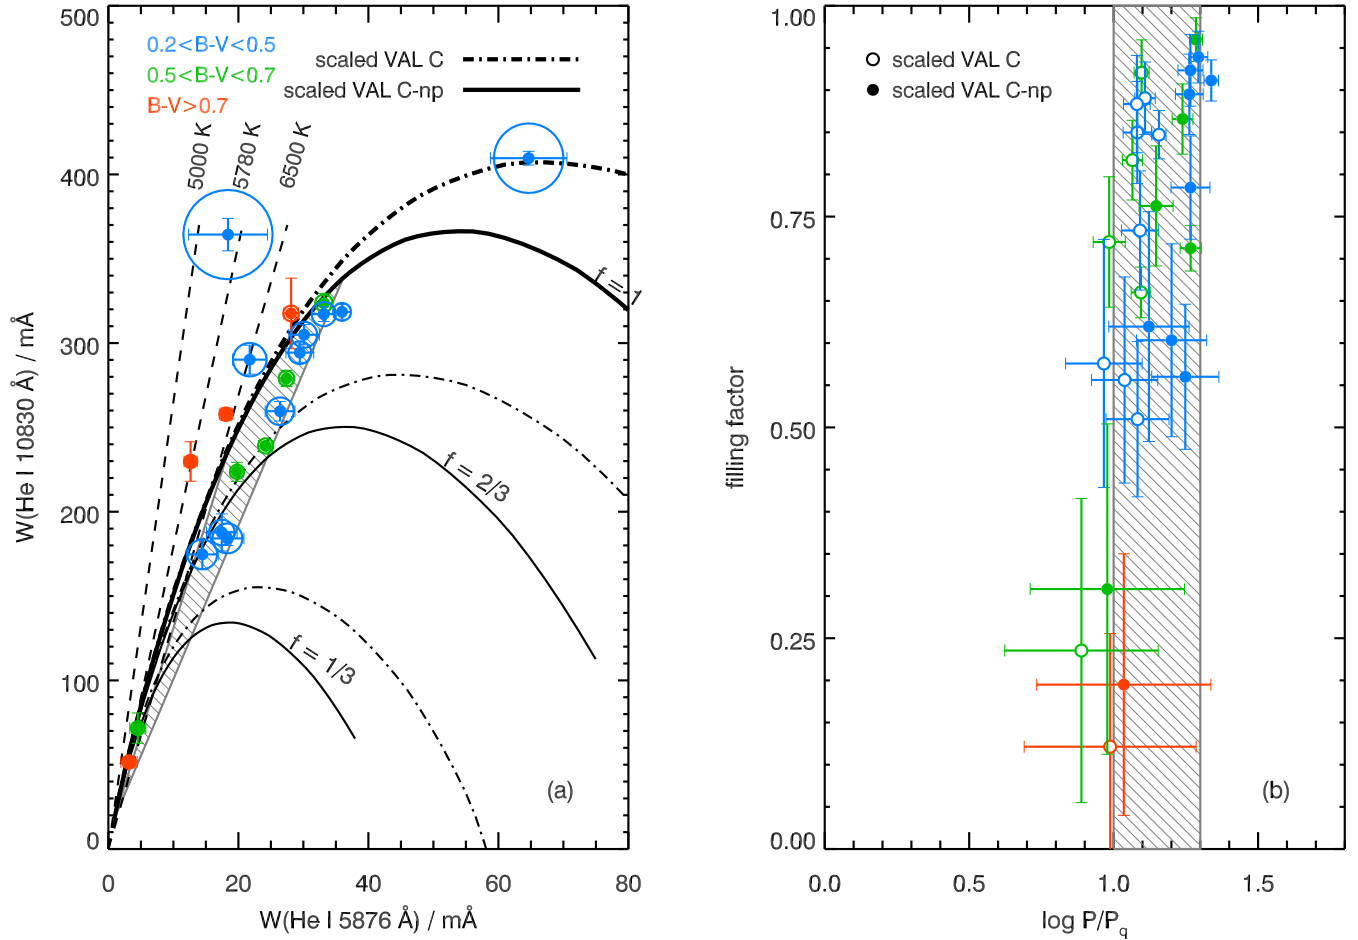 500
400
300
200
100
0
W(He I 10830 Å) / mÅ
0.2<B-V<0.5
0.5<B-V<0.7
B-V>0.7
scaled VAL C
scaled VAL C-np
5000 K
5780 K
6500 K
f = 1
f = 2/3
f = 1/3
(a)
0 20 40 60 80
W(He I 5876 Å) / mÅ
1.00
0.75
0.50
0.25
0.00
filling factor
scaled VAL C
scaled VAL C-np
(b)
0.0 0.5 1.0 1.5
log P/Pq